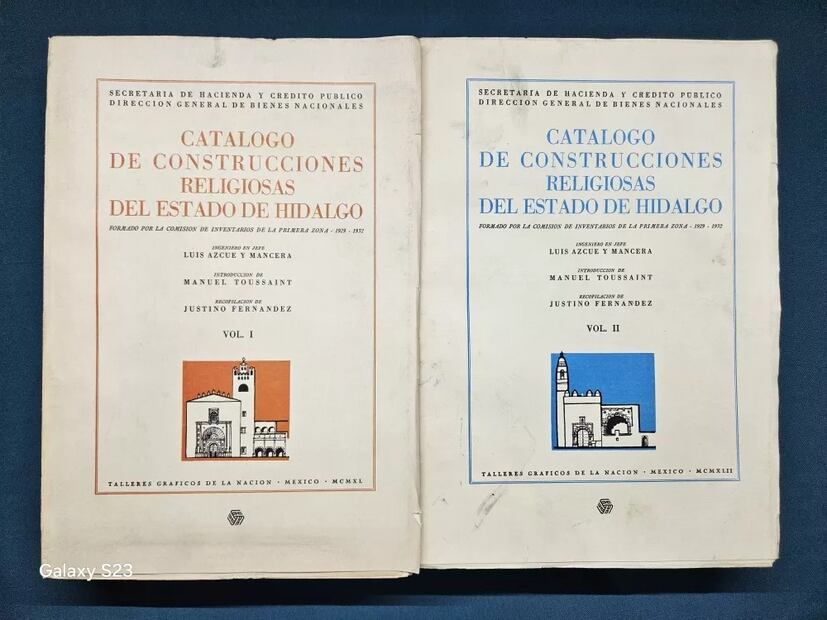 SECRETARIA DE HACIENDA Y CREDITO PUBLICO
DIRECCION GENERAL DE BIENES NACIONALES
CATALOGO
DE CONSTRUCCIONES
RELIGIOSAS
DEL ESTADO DE HIDALGO
FORMADO POR LA COMISION DE INVENTARIOS DE LA PRIMERA ZONA - 1929 - 1932
INGENIERO EN JEFE
LUIS AZCUE Y MANCERA
INTRODUCCION DE
MANUEL TOUSSAINT
RECOPILACION DE
JUSTINO FERNANDEZ
VOL. I
TALLERES GRAFICOS DE LA NACION · MEXICO · MCMXL
SECRETARIA DE HACIENDA Y CREDITO PUBLICO
DIRECCION GENERAL DE BIENES NACIONALES
CATALOGO
DE CONSTRUCCIONES
RELIGIOSAS
DEL ESTADO DE HIDALGO
FORMADO POR LA COMISION DE INVENTARIOS DE LA PRIMERA ZONA - 1929 - 1932
INGENIERO EN JEFE
LUIS AZCUE Y MANCERA
INTRODUCCION DE
MANUEL TOUSSAINT
RECOPILACION DE
JUSTINO FERNANDEZ
VOL. II
TALLERES GRAFICOS DE LA NACION · MEXICO · MCMXLII
Galaxy S23